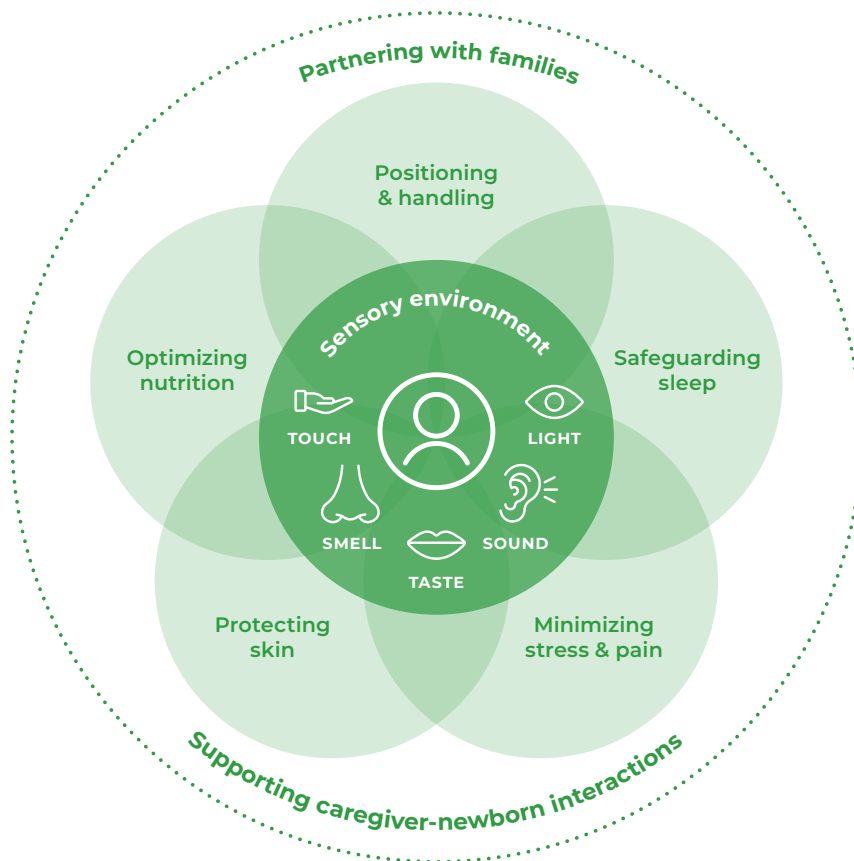 Partnering with families
Positioning
& handling
Optimizing
nutrition
Safeguarding
sleep
Sensory environment
TOUCH
LIGHT
SMELL
SOUND
TASTE
Protecting
skin
Minimizing
stress & pain
Supporting caregiver-newborn interactions